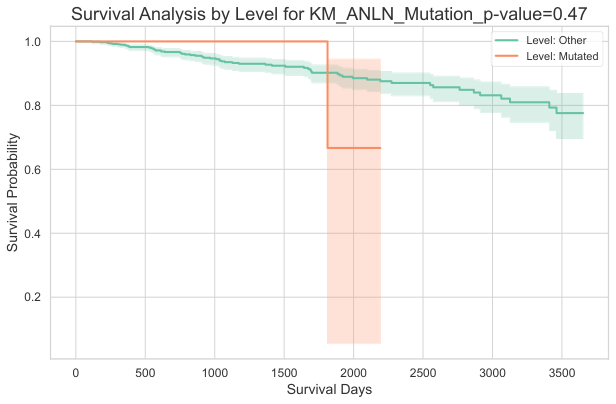 Survival Analysis by Level for KM_ANLN_Mutation_p-value=0.47
Level: Other
Level: Mutated
Survival Probability
1.0
0.8
0.6
0.4
0.2
0 500 1000 1500 2000 2500 3000 3500
Survival Days